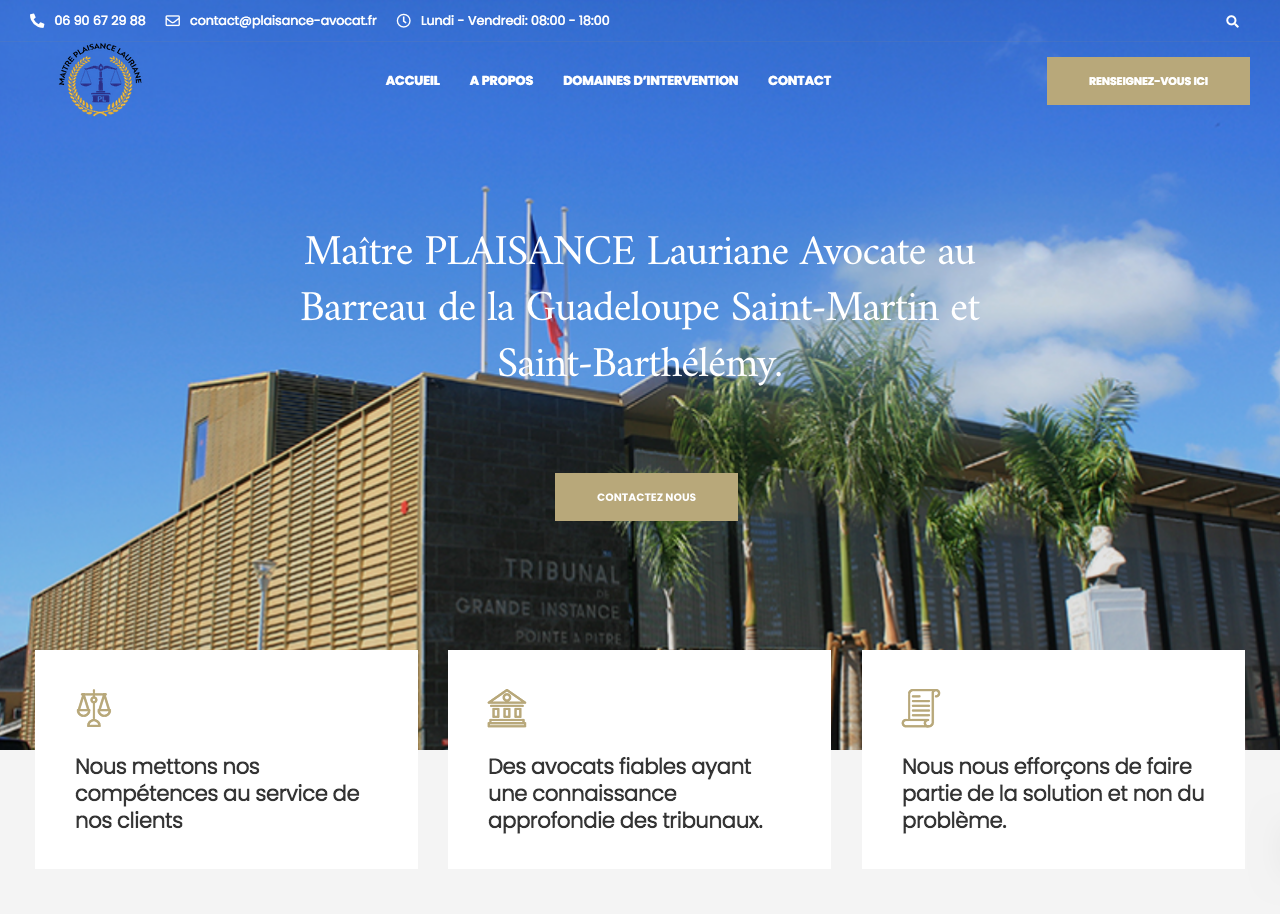 06 90 67 29 88 contact@plaisance-avocat.fr Lundi - Vendredi: 08:00 - 18:00
MAITRE PLAISANCE LAURIANE
PL
ACCUEIL A PROPOS DOMAINES D’INTERVENTION CONTACT RENSEIGNEZ-VOUS ICI
Maître PLAISANCE Lauriane Avocate au
Barreau de la Guadeloupe Saint-Martin et
Saint-Barthélémy.
CONTACTEZ NOUS
TRIBUNAL
DE
GRANDE INSTANCE
POINTE A PITRE
Nous mettons nos
compétences au service de
nos clients
Des avocats fiables ayant
une connaissance
approfondie des tribunaux.
Nous nous efforçons de faire
partie de la solution et non du
problème.